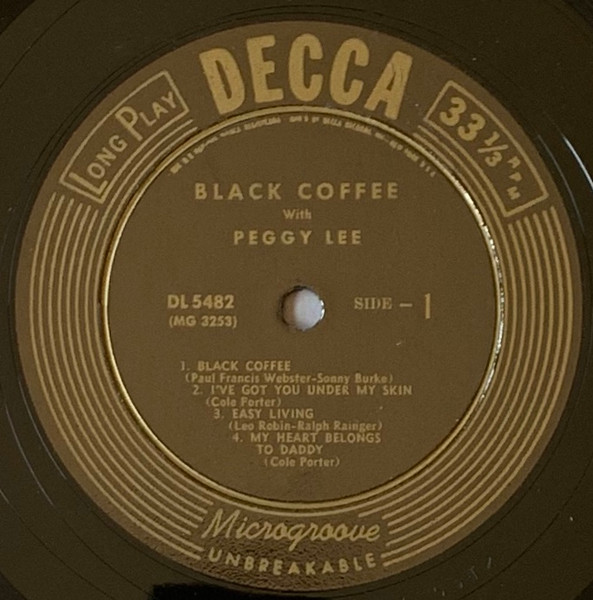 DECCA
LONG PLAY
33 1/3 RPM
BLACK COFFEE
With
PEGGY LEE
DL 5482
(MG 3253)
SIDE – 1
1. BLACK COFFEE
(Paul Francis Webster-Sonny Burke)
2. I'VE GOT YOU UNDER MY SKIN
(Cole Porter)
3. EASY LIVING
(Leo Robin-Ralph Rainger)
4. MY HEART BELONGS
TO DADDY
(Cole Porter)
Microgroove
UNBREAKABLE